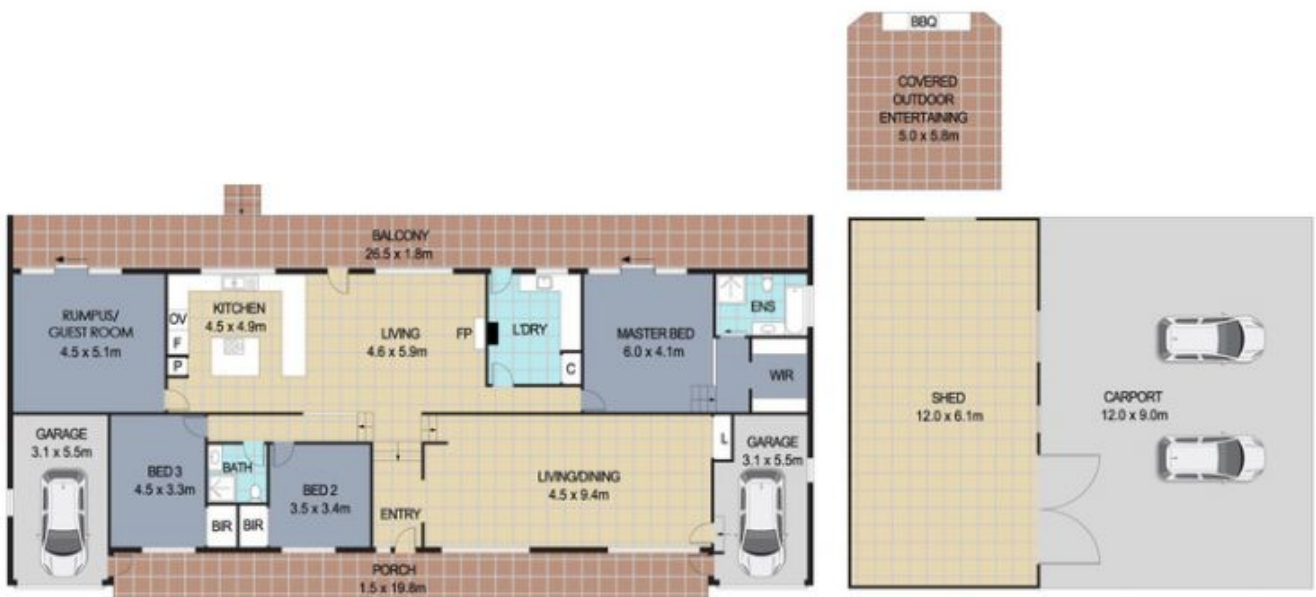 BBQ
COVERED
OUTDOOR
ENTERTAINING
5.0 x 5.8m
BALCONY
26.5 x 1.8m
RUMPUS/
GUEST ROOM
4.5 x 5.1m
OV
F
P
KITCHEN
4.5 x 4.9m
LIVING
4.6 x 5.9m
FP
L'DRY
C
MASTER BED
6.0 x 4.1m
ENS
WIR
GARAGE
3.1 x 5.5m
BED 3
4.5 x 3.3m
BATH
BIR
BIR
BED 2
3.5 x 3.4m
ENTRY
LIVING/DINING
4.5 x 9.4m
L
GARAGE
3.1 x 5.5m
PORCH
1.5 x 19.8m
SHED
12.0 x 6.1m
CARPORT
12.0 x 9.0m